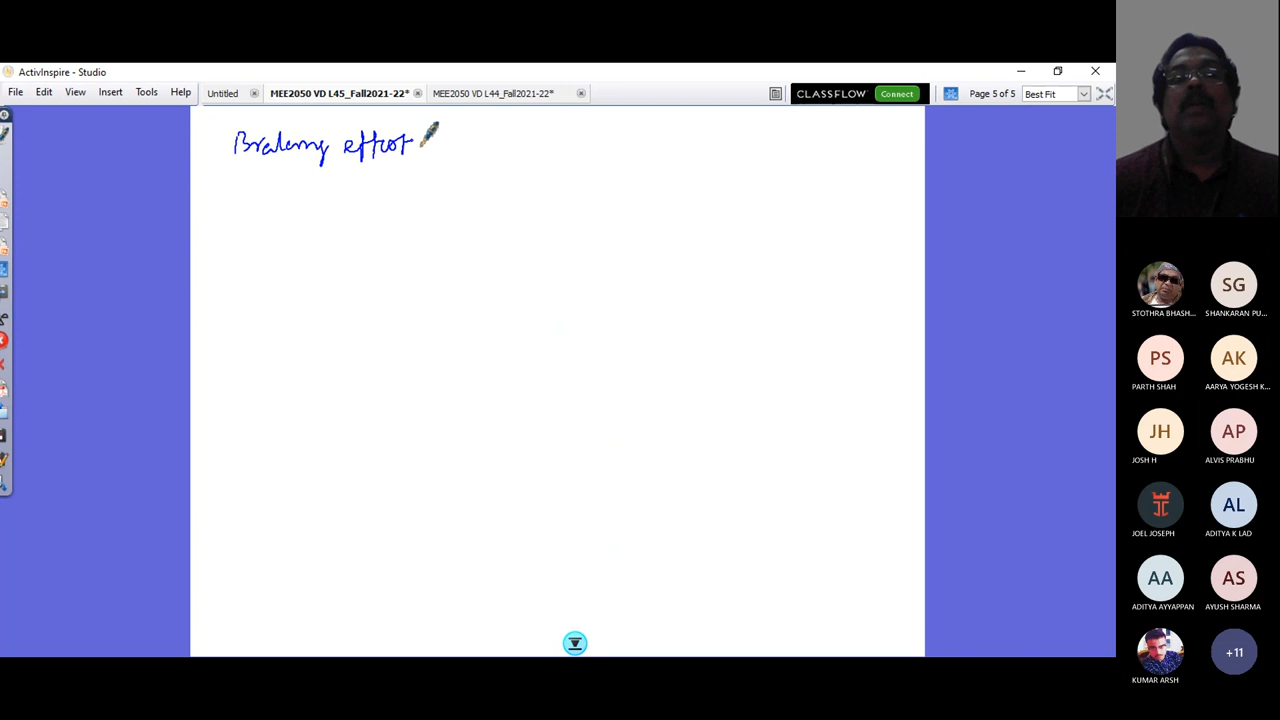 ActivInspire - Studio
File Edit View Insert Tools Help
Untitled
MEE2050 VD L45_Fall2021-22*
MEE2050 VD L44_Fall2021-22*
CLASSFLOW Connect
Page 5 of 5
Best Fit
Braking effort
STOTHRA BHASH...
SG
SHANKARAN PU...
PS
PARTH SHAH
AK
AARYA YOGESH K...
JH
JOSH H
AP
ALVIS PRABHU
JOEL JOSEPH
AL
ADITYA K LAD
AA
ADITYA AYYAPPAN
AS
AYUSH SHARMA
KUMAR ARSH
+11